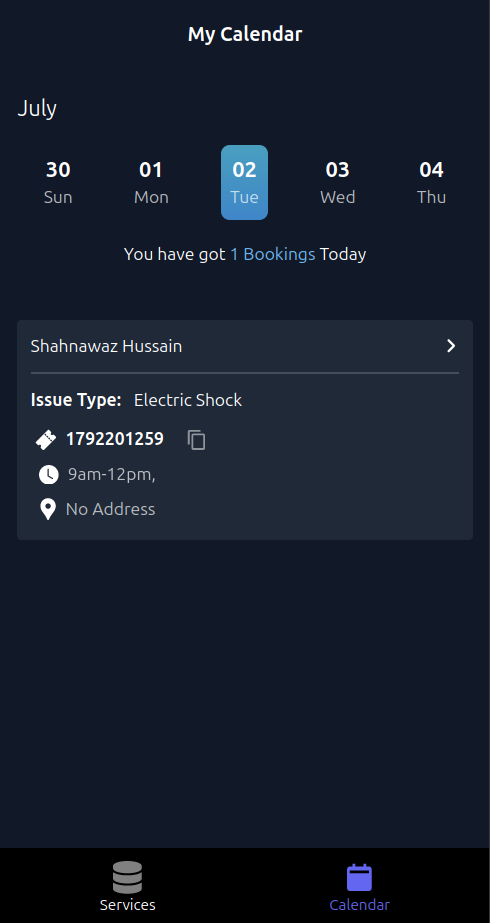 My Calendar
July
30 01 02 03 04
Sun Mon Tue Wed Thu
You have got 1 Bookings Today
Shahnawaz Hussain
Issue Type: Electric Shock
1792201259
9am-12pm,
No Address
Services Calendar